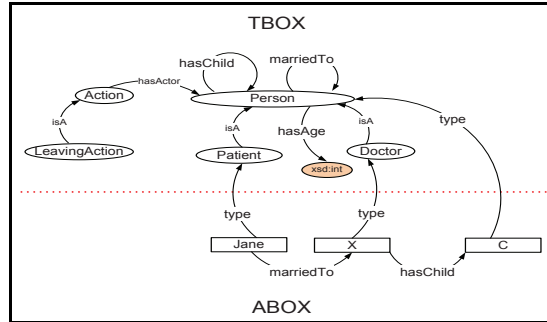 TBOX
hasChild
marriedTo
hasActor
Action
Person
isA
isA
hasAge
isA
type
LeavingAction
Patient
xsd:int
Doctor
type
type
Jane
X
C
marriedTo
hasChild
ABOX